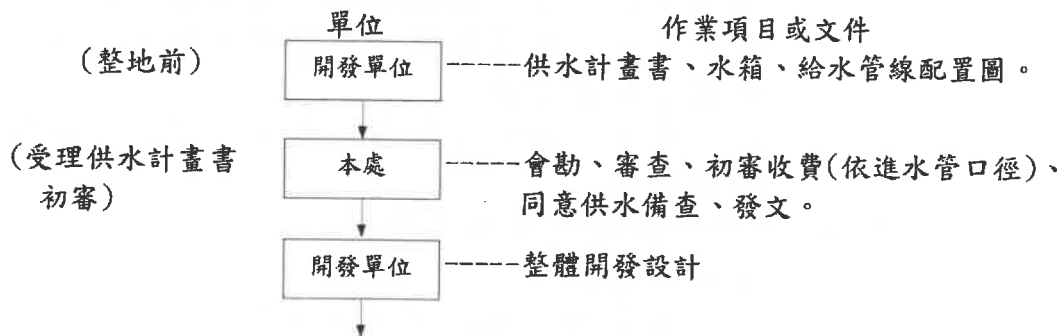 單位
作業項目或文件
(整地前)
開發單位
-----供水計畫書、水箱、給水管線配置圖。
(受理供水計畫書
初審)
本處
-----會勘、審查、初審收費(依進水管口徑)、
同意供水備查、發文。
開發單位
-----整體開發設計